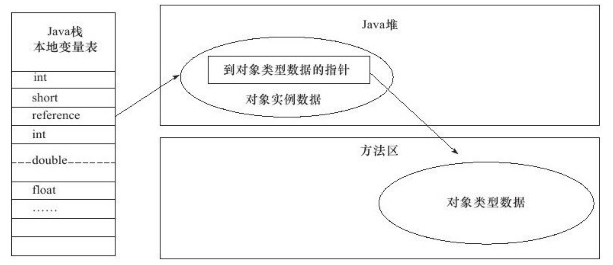 Java栈
本地变量表
int
short
reference
int
double
float
……
Java堆
到对象类型数据的指针
对象实例数据
方法区
对象类型数据